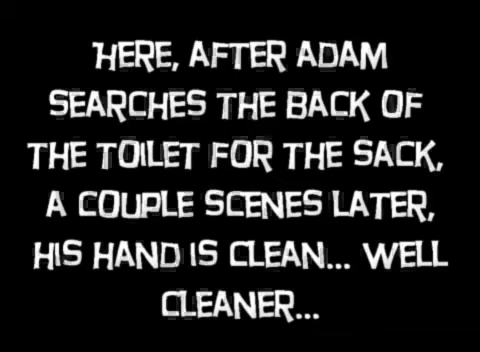 HERE, AFTER ADAM
SEARCHES THE BACK OF
THE TOILET FOR THE SACK,
A COUPLE SCENES LATER,
HIS HAND IS CLEAN... WELL
CLEANER...